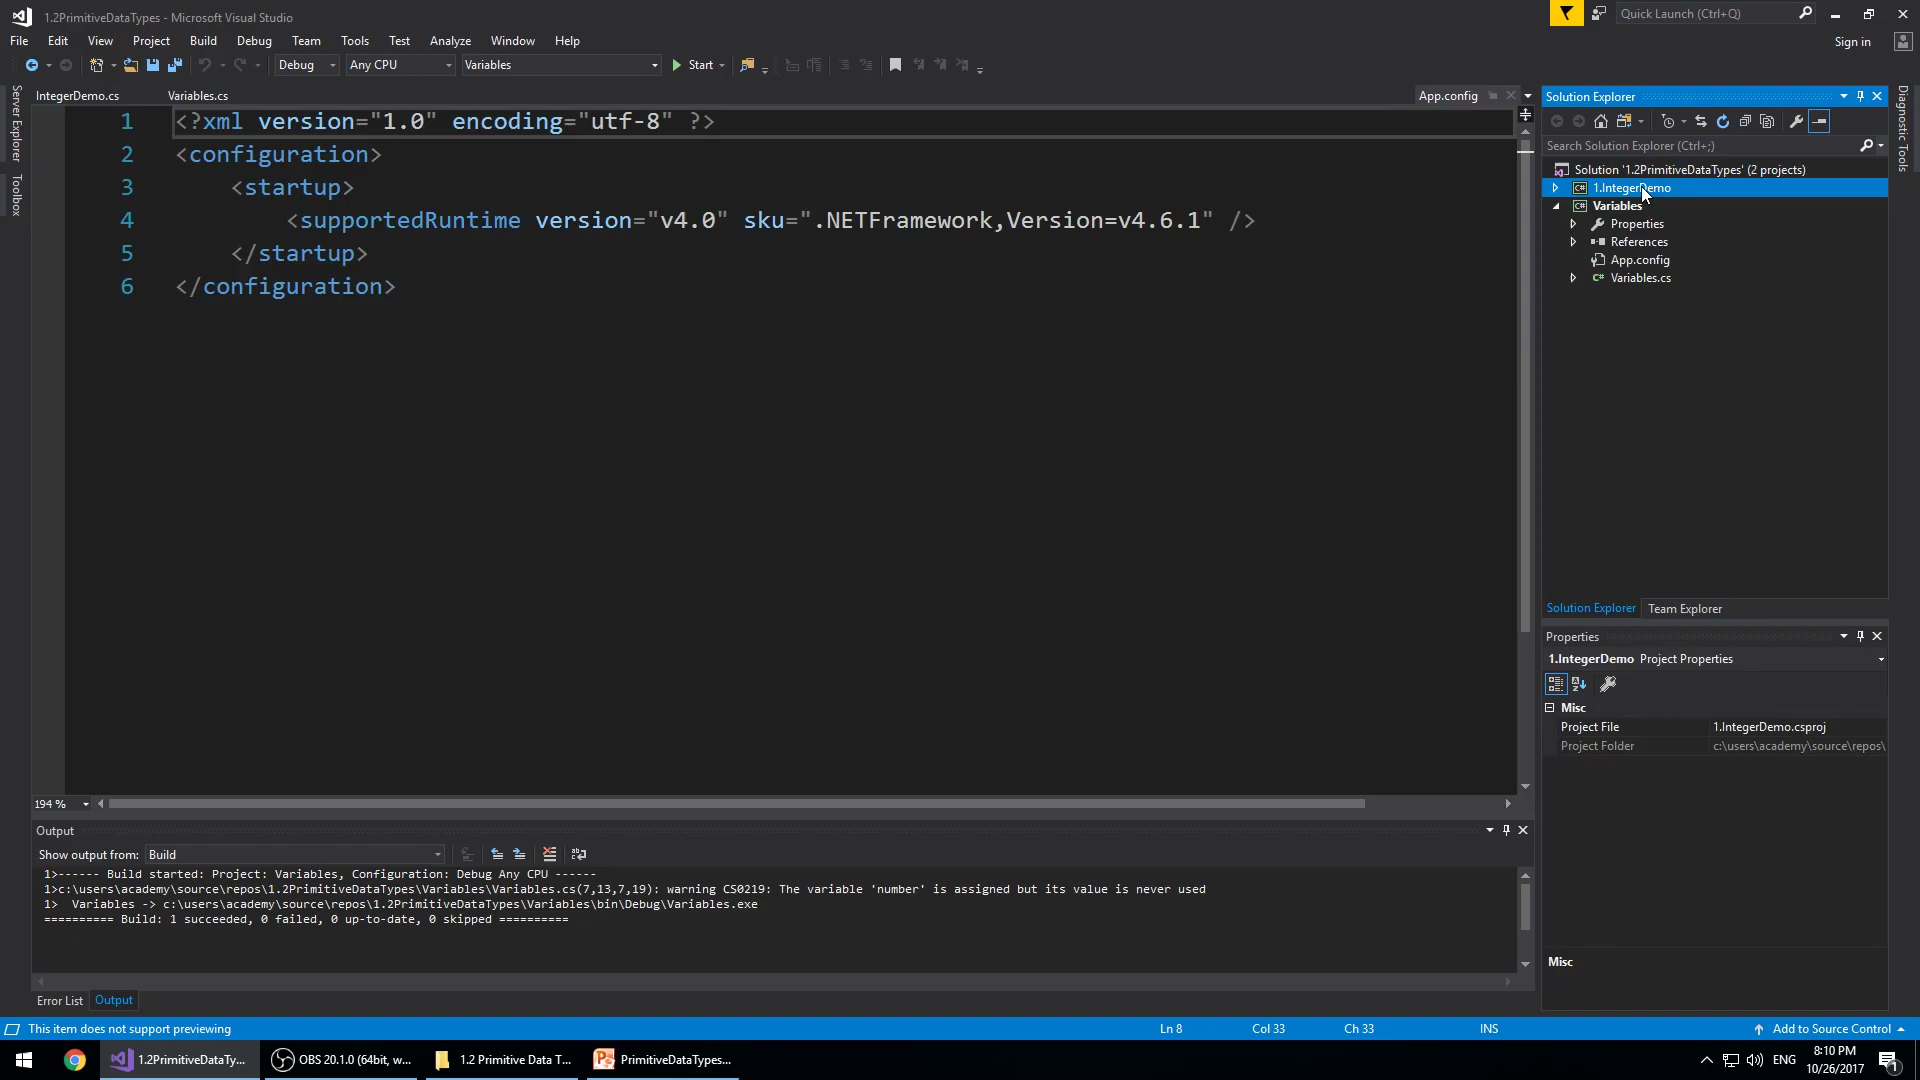 1.2PrimitiveDataTypes - Microsoft Visual Studio
Quick Launch (Ctrl+Q)
File Edit View Project Build Debug Team Tools Test Analyze Window Help
Sign in
Debug Any CPU Variables Start
IntegerDemo.cs Variables.cs App.config
Server Explorer
Toolbox
1 <?xml version="1.0" encoding="utf-8" ?>
2 <configuration>
3 <startup>
4 <supportedRuntime version="v4.0" sku=".NETFramework,Version=v4.6.1" />
5 </startup>
6 </configuration>
194 %
Solution Explorer
Search Solution Explorer (Ctrl+;)
Solution '1.2PrimitiveDataTypes' (2 projects)
1.IntegerDemo
Variables
Properties
References
App.config
Variables.cs
Solution Explorer Team Explorer
Diagnostic Tools
Properties
1.IntegerDemo Project Properties
Misc
Project File 1.IntegerDemo.csproj
Project Folder c:\users\academy\source\repos\
Misc
Output
Show output from: Build
1>------ Build started: Project: Variables, Configuration: Debug Any CPU ------
1>c:\users\academy\source\repos\1.2PrimitiveDataTypes\Variables\Variables.cs(7,13,7,19): warning CS0219: The variable 'number' is assigned but its value is never used
1>  Variables -> c:\users\academy\source\repos\1.2PrimitiveDataTypes\Variables\bin\Debug\Variables.exe
========== Build: 1 succeeded, 0 failed, 0 up-to-date, 0 skipped ==========
Error List Output
This item does not support previewing Ln 8 Col 33 Ch 33 INS Add to Source Control
1.2PrimitiveDataTy... OBS 20.1.0 (64bit, w... 1.2 Primitive Data T... PrimitiveDataTypes... ENG
8:10 PM
10/26/2017
1